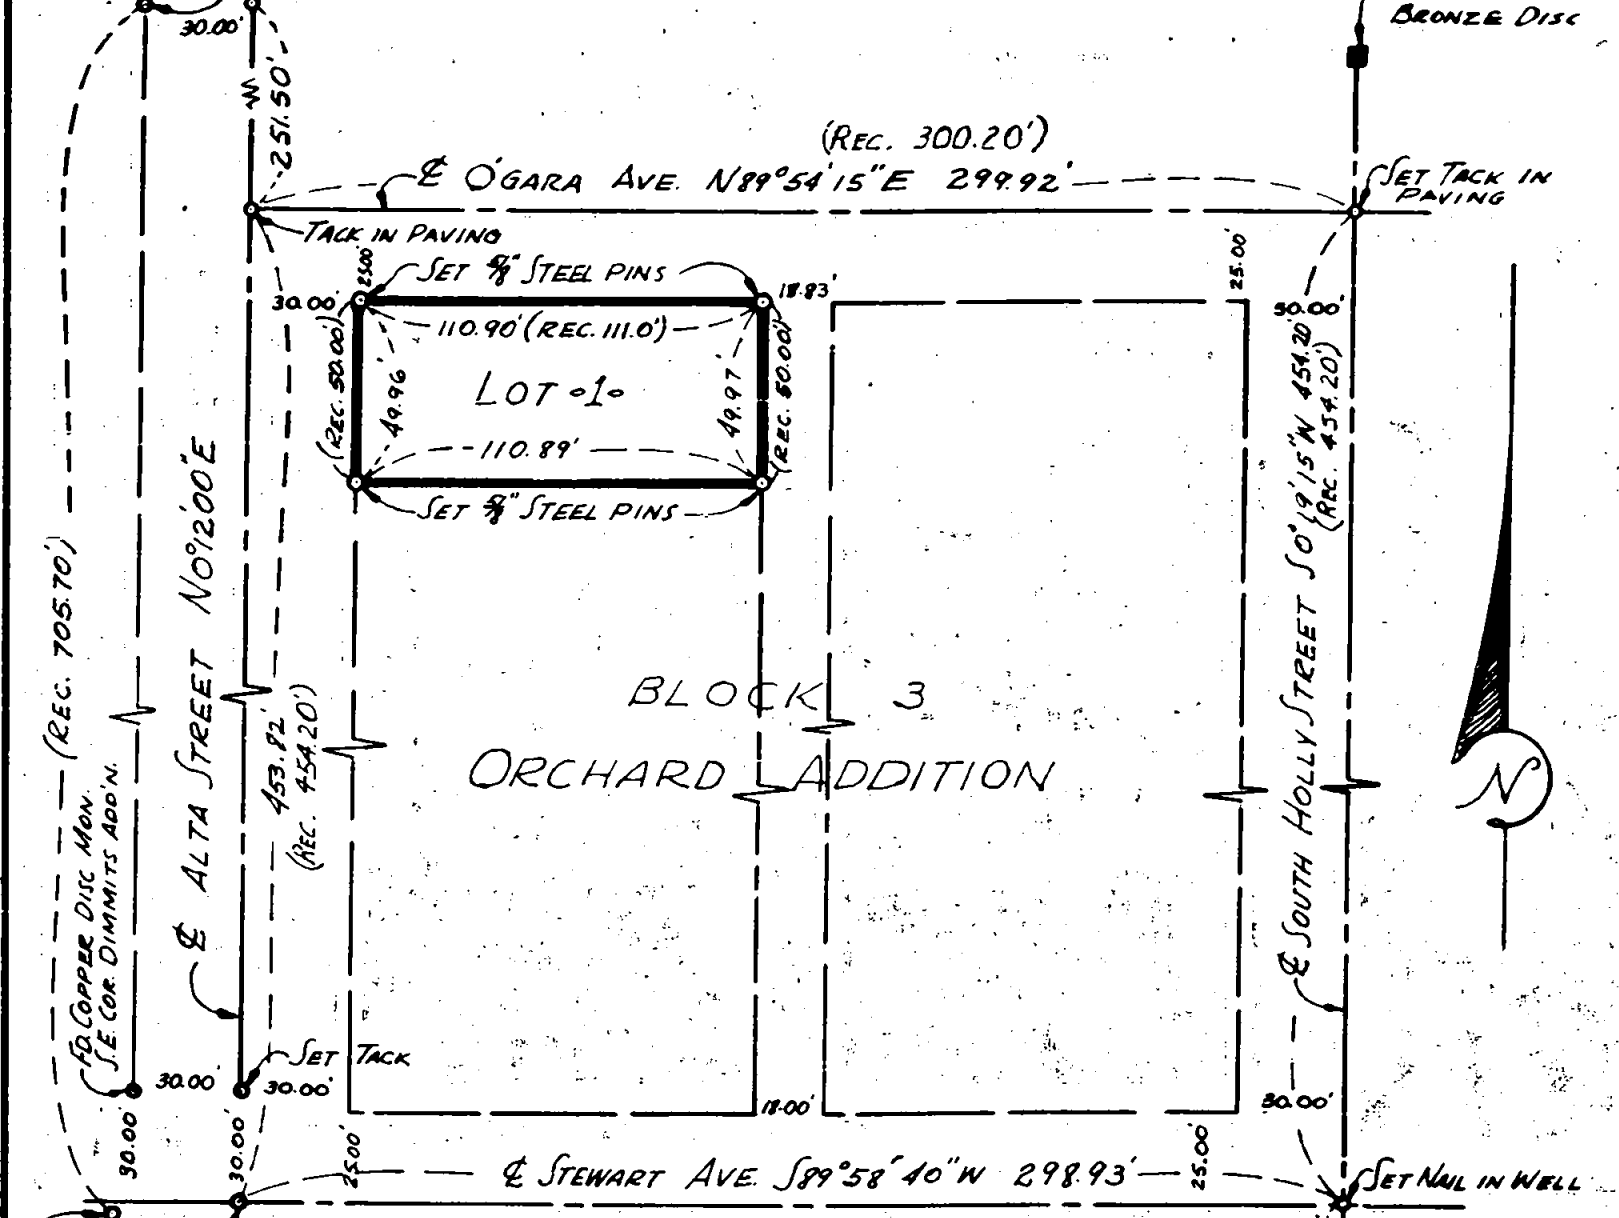 BRONZE DISC
30.00'
251.50'
(REC. 300.20')
℄ O'GARA AVE. N89°54'15"E 299.92'
SET TACK IN
PAVING
TACK IN PAVING
25.00'
25.00'
SET 5/8" STEEL PINS
30.00'
18.83'
30.00'
110.90' (REC. 111.0')
(REC. 50.00')
49.96'
LOT 1
49.97'
(REC. 50.00')
110.89'
SET 5/8" STEEL PINS
℄ SOUTH HOLLY STREET S0°19'15"W 454.20'
(REC. 454.20')
℄ ALTA STREET N0°12'00"E
453.82'
(REC. 454.20')
(REC. 705.70')
BLOCK 3
ORCHARD ADDITION
N
FD. COPPER DISC MON.
S.E. COR. DIMMITS ADD'N.
SET TACK
30.00'
30.00'
30.00'
18.00'
30.00'
30.00'
25.00'
25.00'
℄ STEWART AVE. S89°58'40"W 298.93'
SET NAIL IN WELL